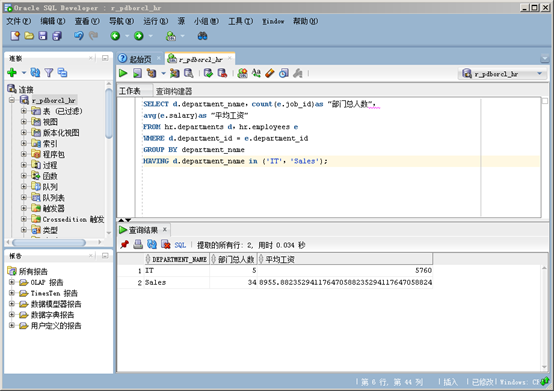 Oracle SQL Developer : r_pdborcl_hr
文件(F) 编辑(E) 查看(V) 导航(N) 运行(R) 源 小组(M) 工具(T) Window 帮助(H)
连接
起始页
r_pdborcl_hr
r_pdborcl_hr
工作表 查询构建器
连接
r_pdborcl_hr
表 (已过滤)
视图
版本化视图
索引
程序包
过程
函数
队列
队列表
触发器
Crossedition 触发
类型
SELECT d.department_name, count(e.job_id)as "部门总人数",
avg(e.salary)as "平均工资"
FROM hr.departments d, hr.employees e
WHERE d.department_id = e.department_id
GROUP BY department_name
HAVING d.department_name in ('IT', 'Sales');
报告
所有报告
OLAP 报告
TimesTen 报告
数据模型器报告
数据字典报告
用户定义的报告
查询结果
SQL | 提取的所有行: 2, 用时 0.034 秒
DEPARTMENT_NAME 部门总人数 平均工资
1 IT 5 5760
2 Sales 34 8955.88235294117647058823529411764705882
第 6 行, 第 44 列 | 插入 | 已修改 | Windows: CR